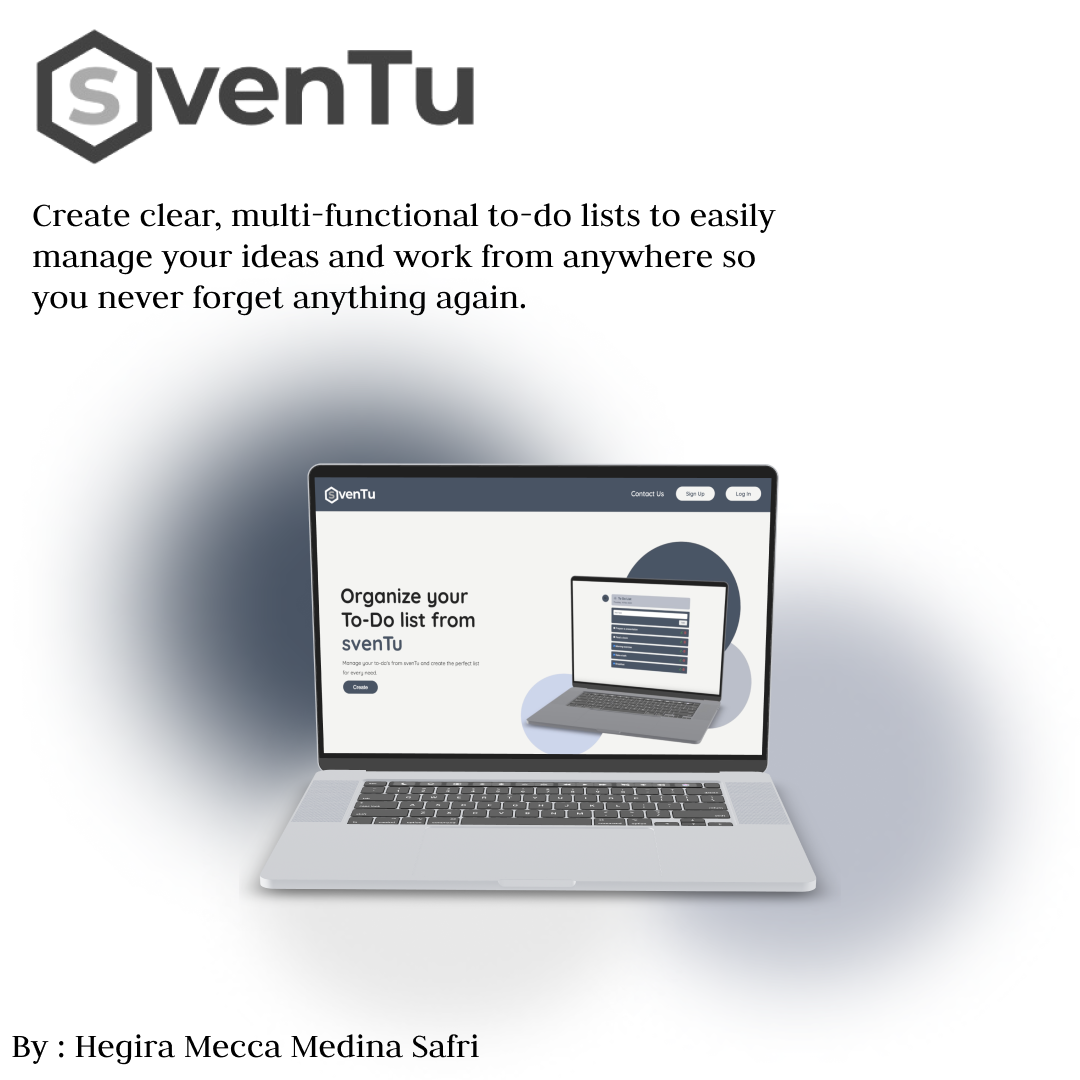 svenTu
Create clear, multi-functional to-do lists to easily
manage your ideas and work from anywhere so
you never forget anything again.
svenTu
Contact Us
Sign Up
Log In
Organize your
To-Do list from
svenTu
Manage your to-do's from svenTu and create the perfect list
for every need.
Create
By : Hegira Mecca Medina Safri